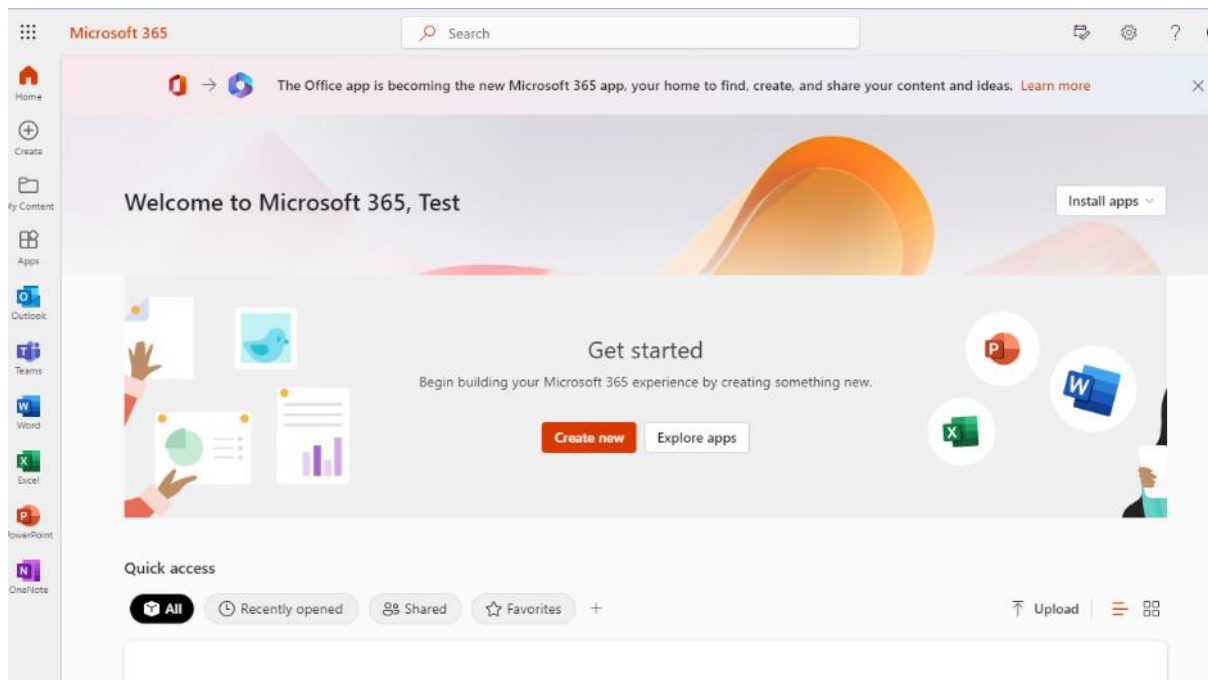 Microsoft 365
Search
?
Home
Create
My Content
Apps
Outlook
Teams
Word
Excel
PowerPoint
OneNote
The Office app is becoming the new Microsoft 365 app, your home to find, create, and share your content and ideas. Learn more
Welcome to Microsoft 365, Test
Install apps
Get started
Begin building your Microsoft 365 experience by creating something new.
Create new
Explore apps
P
W
X
Quick access
All
Recently opened
Shared
Favorites
Upload